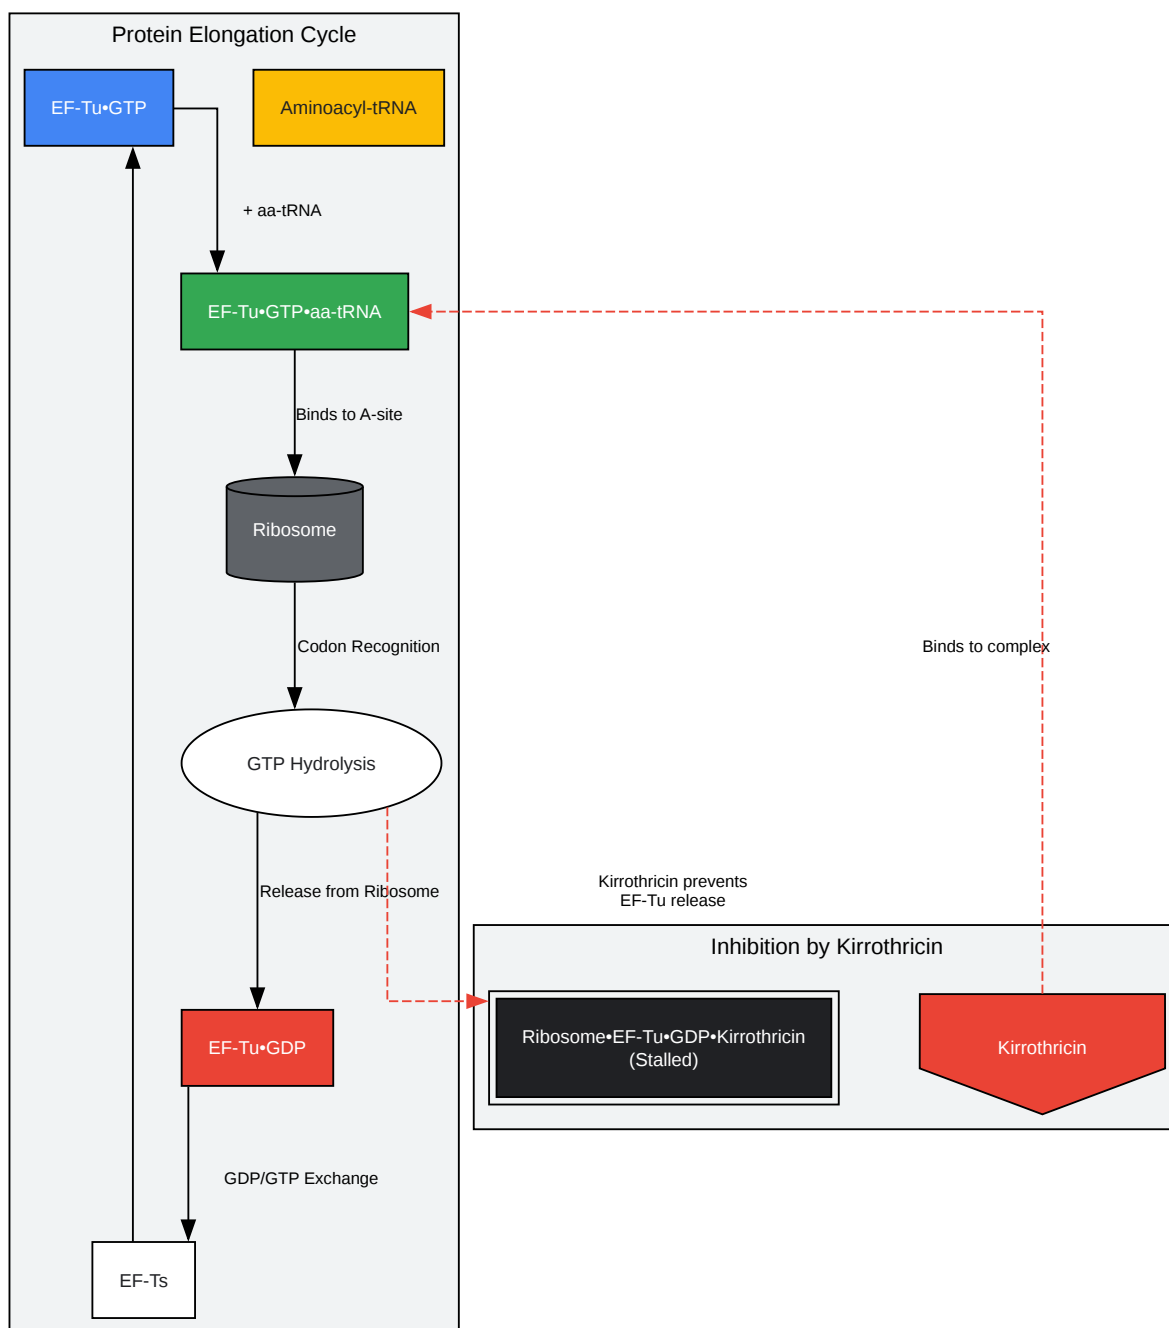 Protein Elongation Cycle
EF-Tu•GTP
Aminoacyl-tRNA
+ aa-tRNA
EF-Tu•GTP•aa-tRNA
Binds to A-site
Ribosome
Codon Recognition
Binds to complex
GTP Hydrolysis
Release from Ribosome
Kirrothricin prevents
EF-Tu release
Inhibition by Kirrothricin
EF-Tu•GDP
Ribosome•EF-Tu•GDP•Kirrothricin
(Stalled)
Kirrothricin
GDP/GTP Exchange
EF-Ts